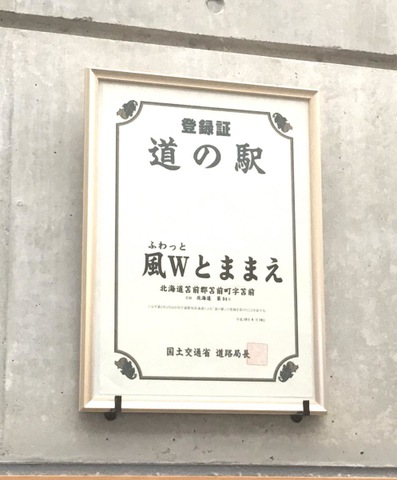 登録証
道の駅
ふわっと
風Wとままえ
北海道苫前郡苫前町字苫前
北海道
国土交通省 道路局長